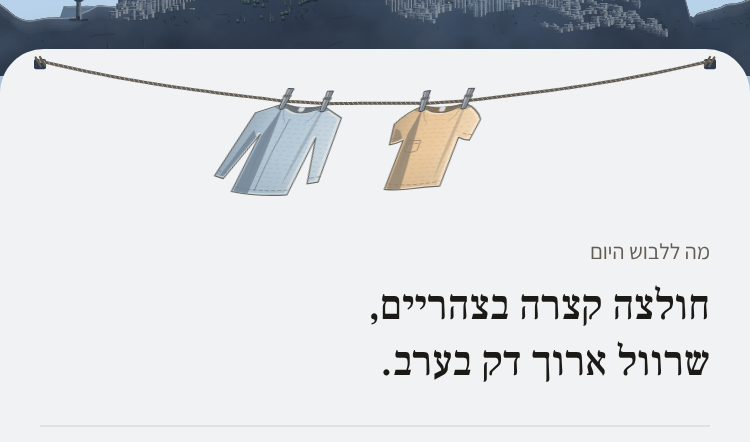 מה ללבוש היום
חולצה קצרה בצהריים,
שרוול ארוך דק בערב.